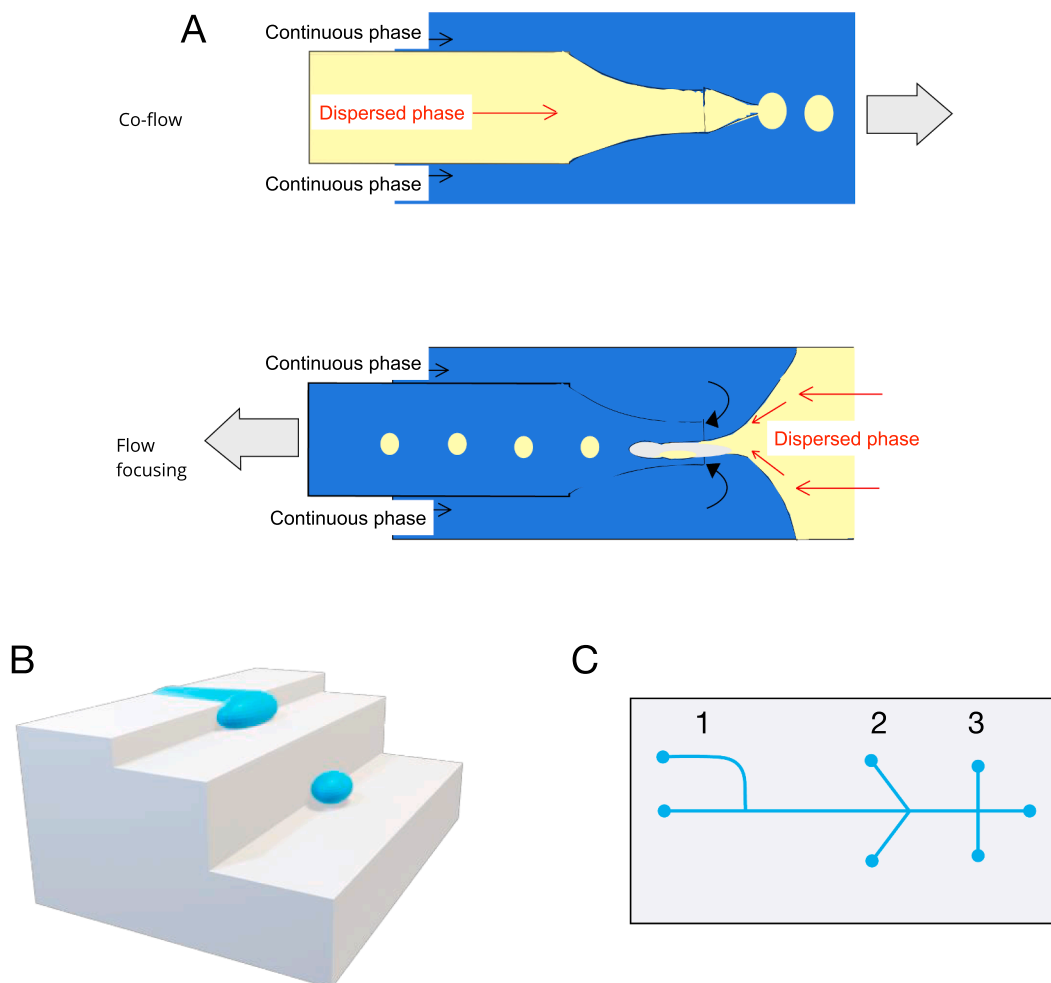 A
Continuous phase
Co-flow
Dispersed phase
Continuous phase
Continuous phase
Flow
focusing
Dispersed phase
Continuous phase
B
C
1
2
3